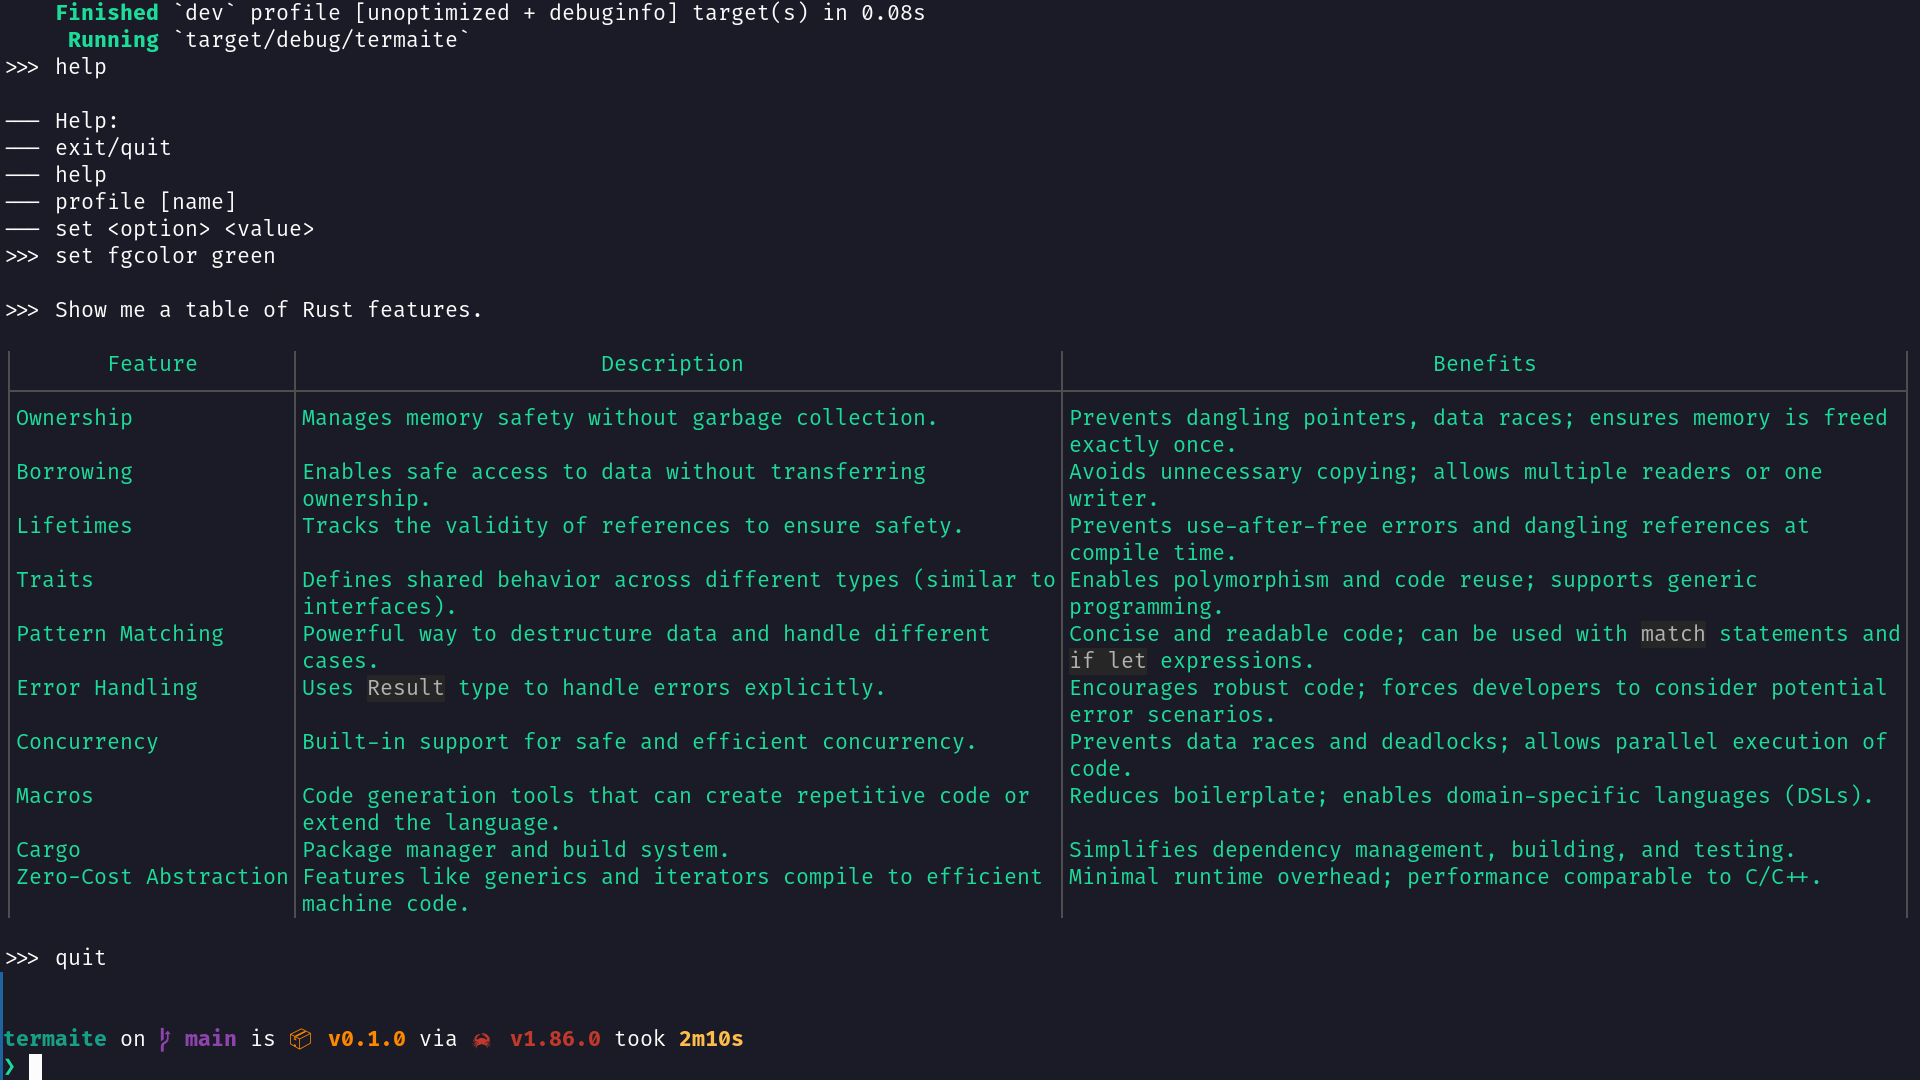 Finished `dev` profile [unoptimized + debuginfo] target(s) in 0.08s
Running `target/debug/termaite`
>>> help
--- Help:
--- exit/quit
--- help
--- profile [name]
--- set <option> <value>
>>> set fgcolor green
>>> Show me a table of Rust features.
Feature Description Benefits
Ownership Manages memory safety without garbage collection. Prevents dangling pointers, data races; ensures memory is freed
exactly once.
Borrowing Enables safe access to data without transferring Avoids unnecessary copying; allows multiple readers or one
ownership. writer.
Lifetimes Tracks the validity of references to ensure safety. Prevents use-after-free errors and dangling references at
compile time.
Traits Defines shared behavior across different types (similar to Enables polymorphism and code reuse; supports generic
interfaces). programming.
Pattern Matching Powerful way to destructure data and handle different Concise and readable code; can be used with match statements and
cases. if let expressions.
Error Handling Uses Result type to handle errors explicitly. Encourages robust code; forces developers to consider potential
error scenarios.
Concurrency Built-in support for safe and efficient concurrency. Prevents data races and deadlocks; allows parallel execution of
code.
Macros Code generation tools that can create repetitive code or Reduces boilerplate; enables domain-specific languages (DSLs).
extend the language.
Cargo Package manager and build system. Simplifies dependency management, building, and testing.
Zero-Cost Abstraction Features like generics and iterators compile to efficient Minimal runtime overhead; performance comparable to C/C++.
machine code.
>>> quit
termaite on main is 📦 v0.1.0 via 🦀 v1.86.0 took 2m10s
❯